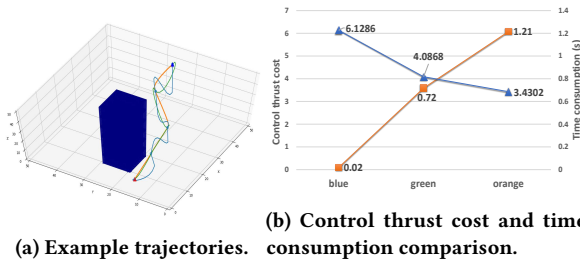 7
6
5
4
3
2
1
0
Control thrust cost
6.1286
4.0868
3.4302
1.21
0.72
0.02
1.4
1.2
1
0.8
0.6
0.4
0.2
0
Time consumption (s)
blue
green
orange
(a) Example trajectories.
(b) Control thrust cost and time
consumption comparison.